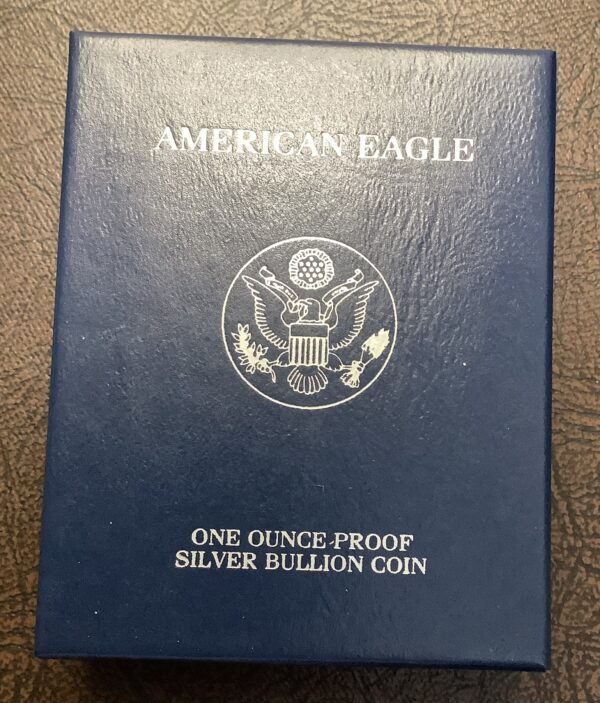 AMERICAN EAGLE
ONE OUNCE-PROOF
SILVER BULLION COIN